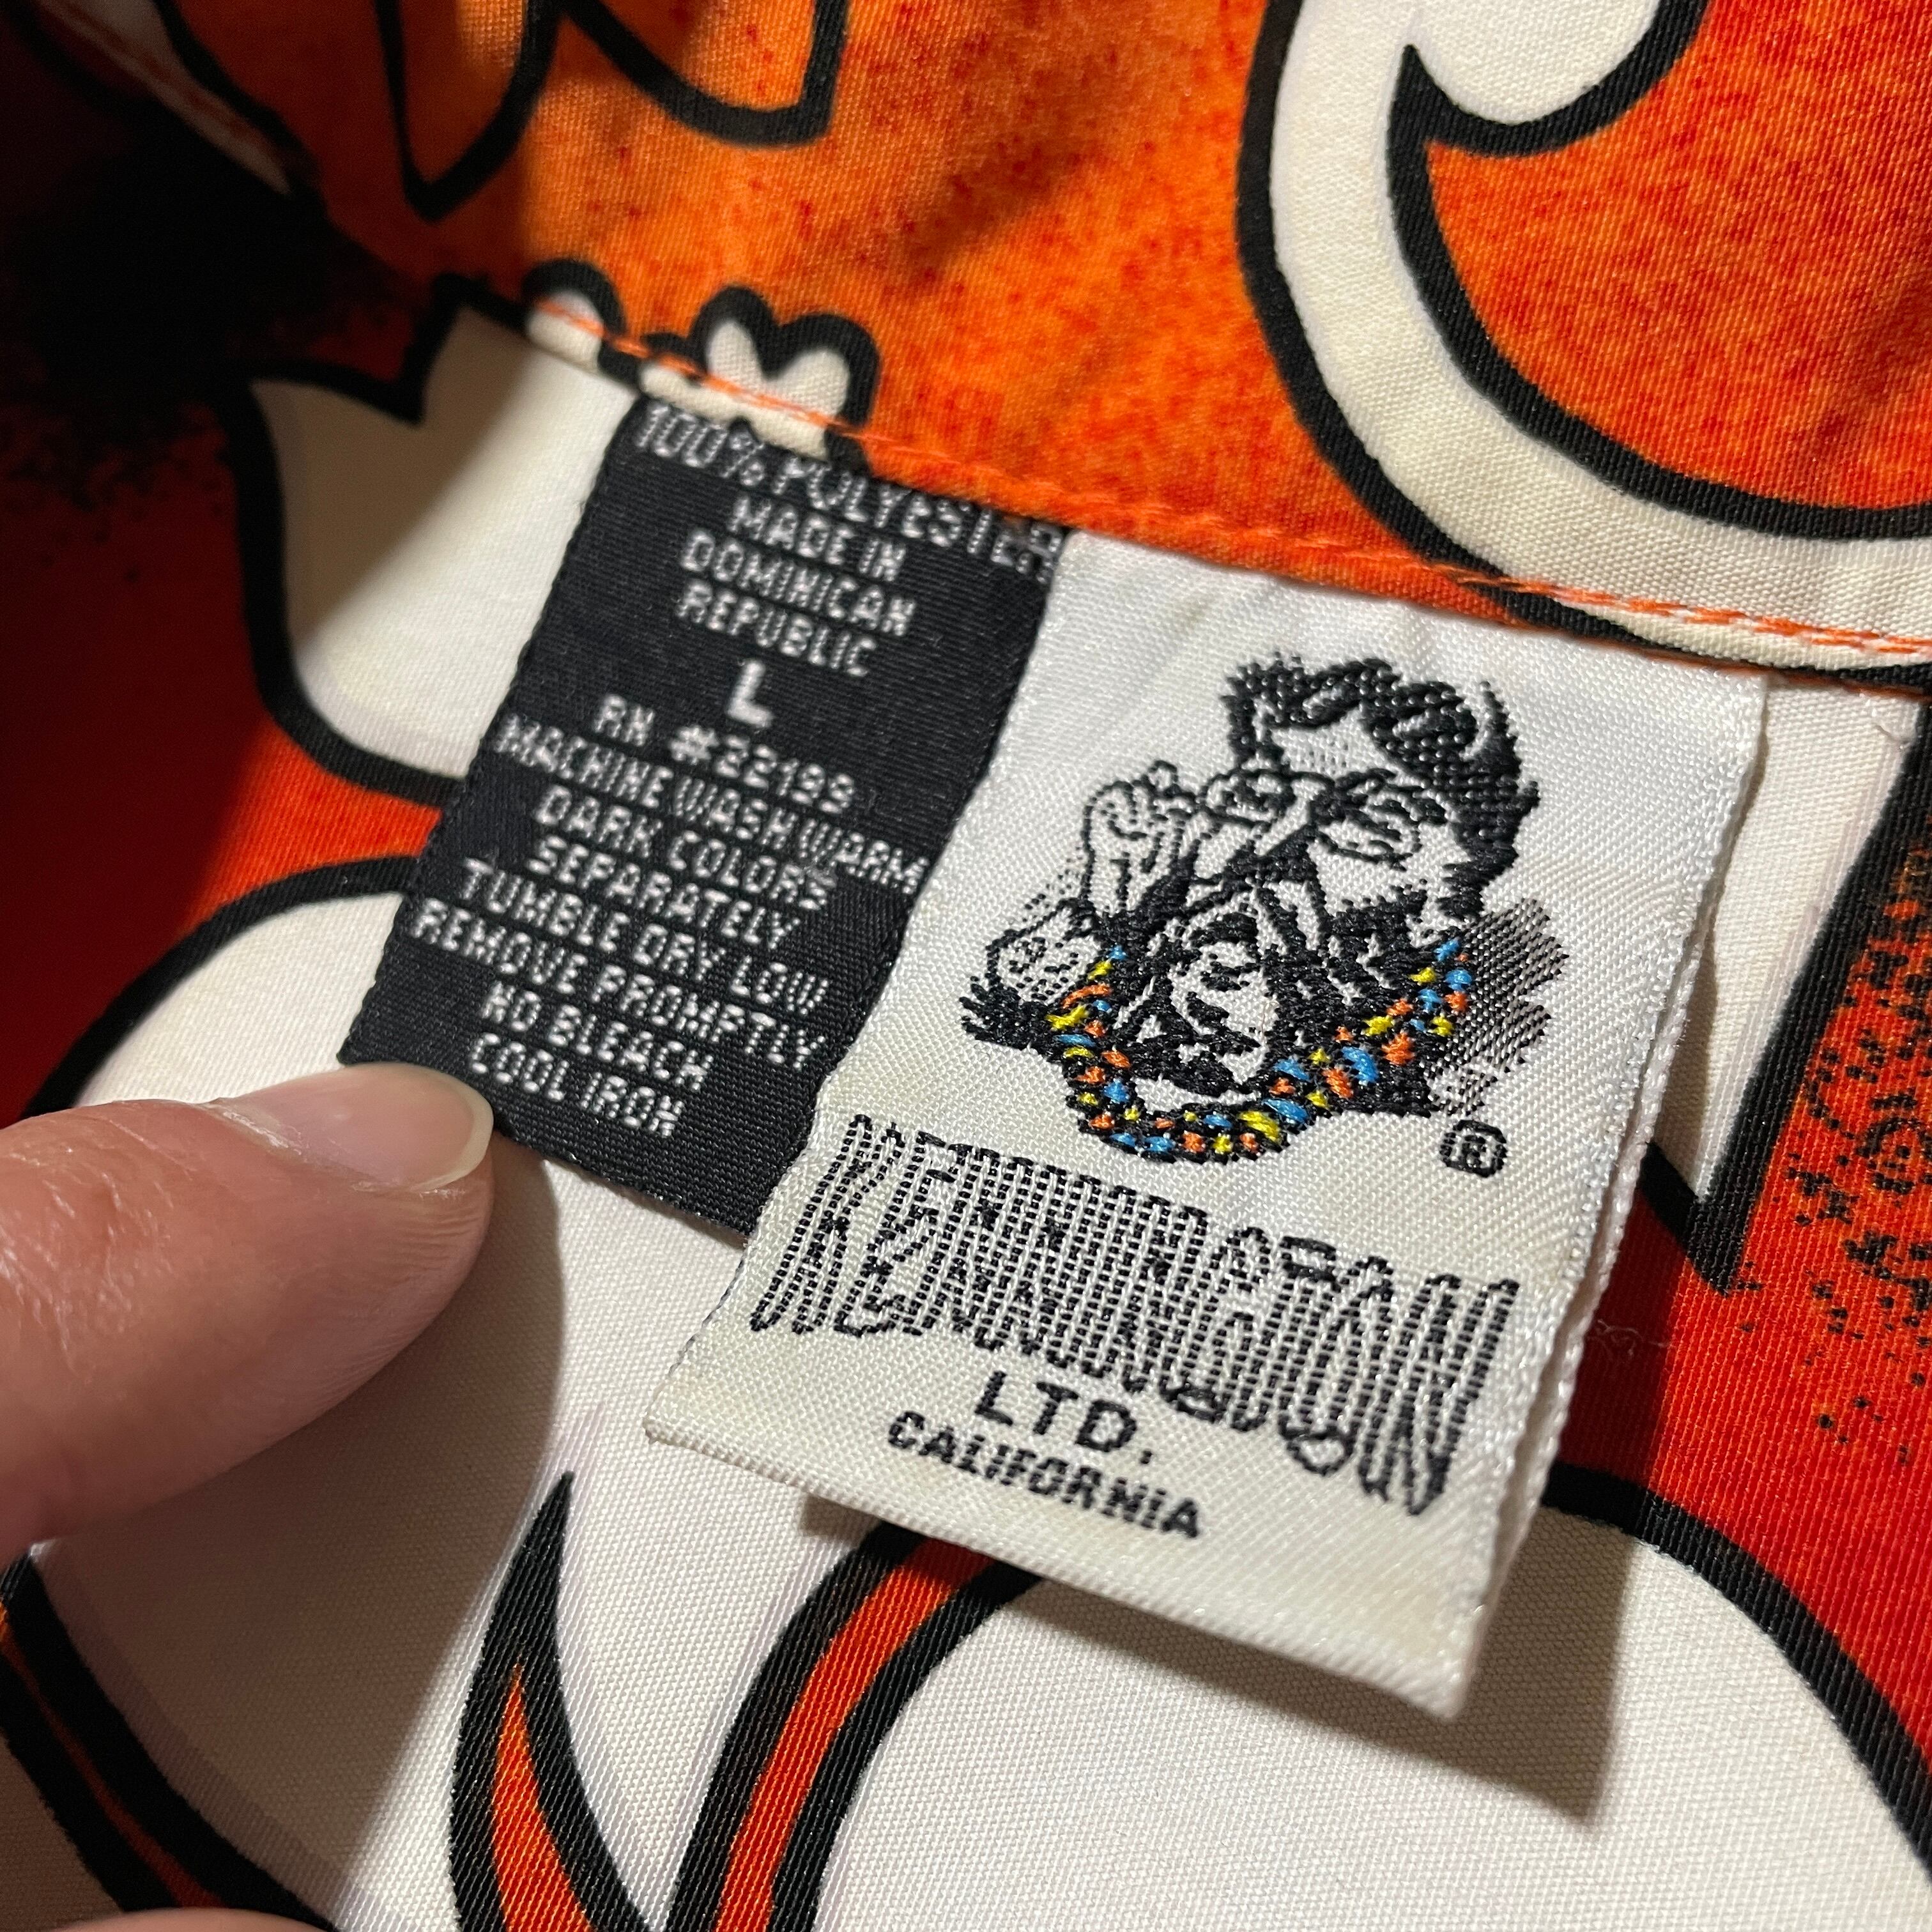 100% POLYESTER
MADE IN
DOMINICAN
REPUBLIC
L
RN #22199
MACHINE WASH WARM
DARK COLORS
SEPARATELY
TUMBLE DRY LOW
REMOVE PROMPTLY
NO BLEACH
COOL IRON
®
KENNINGTON
LTD.
CALIFORNIA